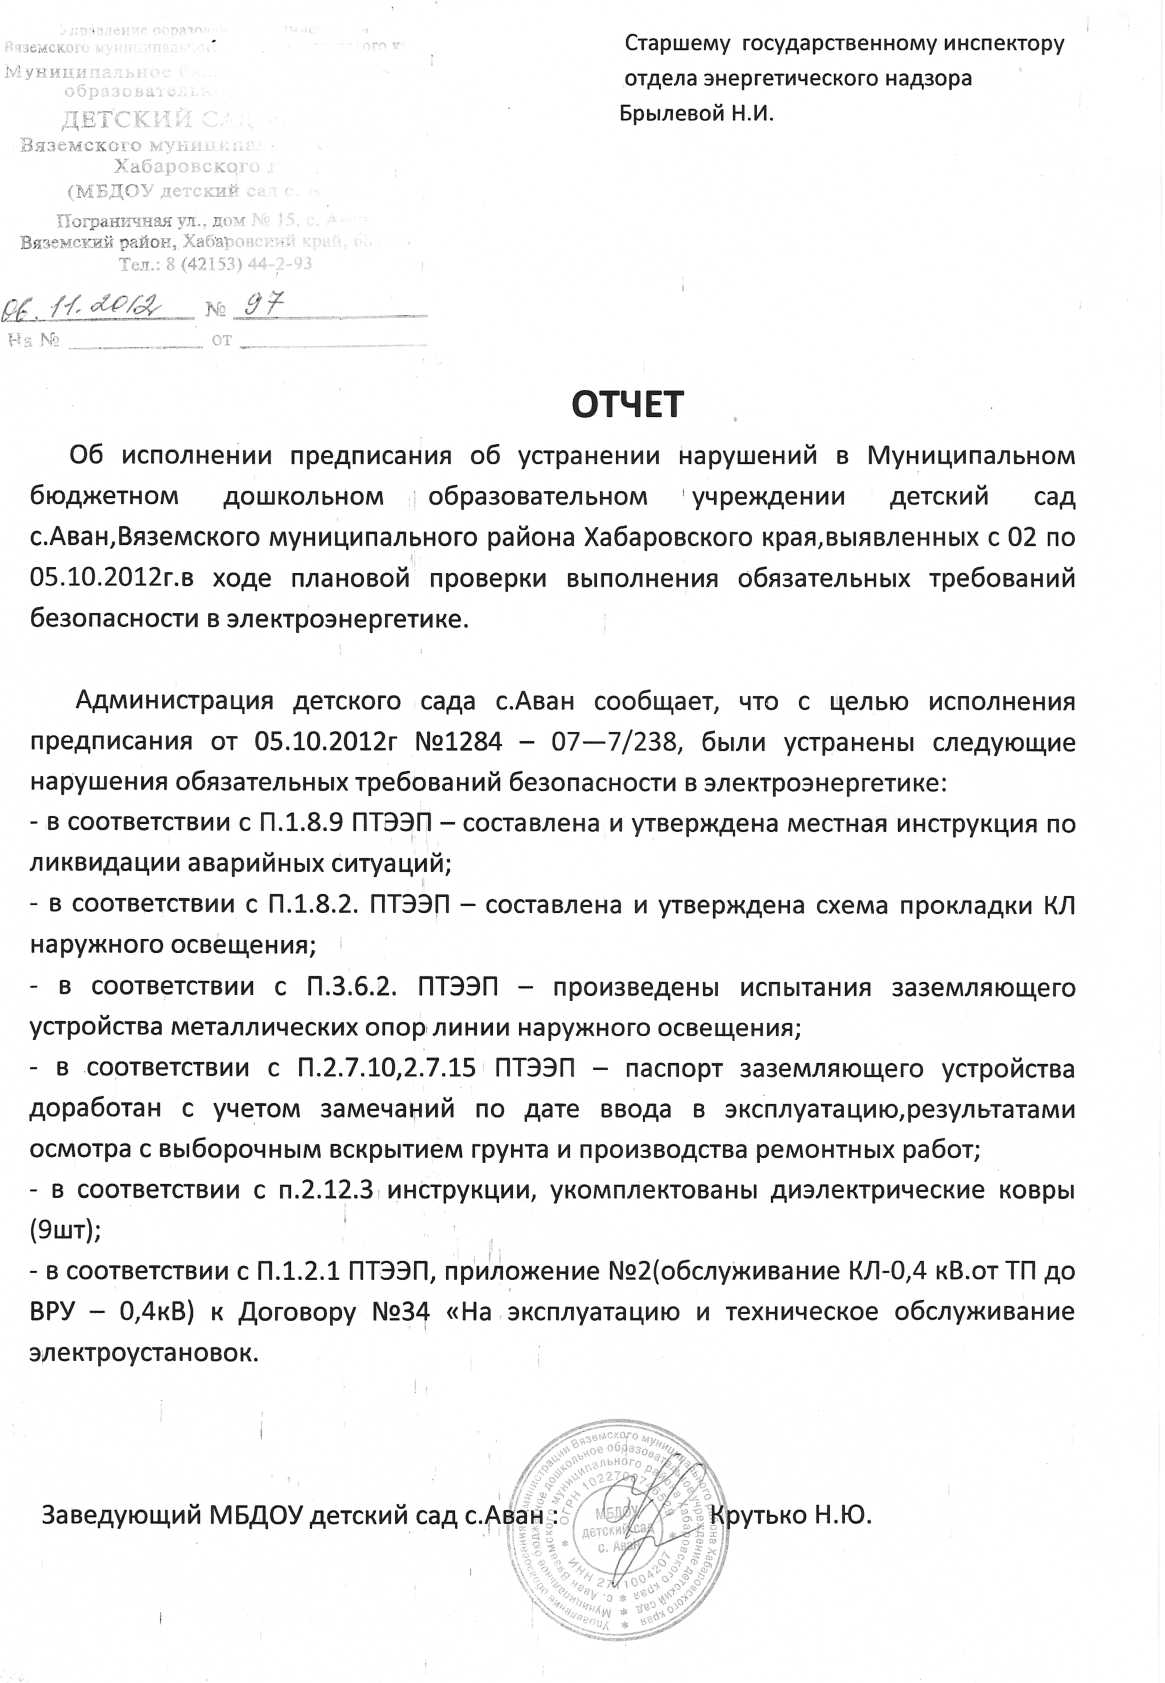 Вяземского
Муниципальное
образовательн
ДЕТСКИЙ САД
Вяземского муниципа
Хабаровского
(МБДОУ детский сад с.
Пограничная ул., дом № 15, с. Аван
Вяземский район, Хабаровский край,
Тел.: 8 (42153) 44-2-93
06.11.2012 № 97
На № от
Старшему государственному инспектору
отдела энергетического надзора
Брылевой Н.И.
ОТЧЕТ
Об исполнении предписания об устранении нарушений в Муниципальном
бюджетном дошкольном образовательном учреждении детский сад
с.Аван,Вяземского муниципального района Хабаровского края,выявленных с 02 по
05.10.2012г.в ходе плановой проверки выполнения обязательных требований
безопасности в электроэнергетике.
Администрация детского сада с.Аван сообщает, что с целью исполнения
предписания от 05.10.2012г №1284 – 07—7/238, были устранены следующие
нарушения обязательных требований безопасности в электроэнергетике:
- в соответствии с П.1.8.9 ПТЭЭП – составлена и утверждена местная инструкция по
ликвидации аварийных ситуаций;
- в соответствии с П.1.8.2. ПТЭЭП – составлена и утверждена схема прокладки КЛ
наружного освещения;
- в соответствии с П.3.6.2. ПТЭЭП – произведены испытания заземляющего
устройства металлических опор линии наружного освещения;
- в соответствии с П.2.7.10,2.7.15 ПТЭЭП – паспорт заземляющего устройства
доработан с учетом замечаний по дате ввода в эксплуатацию,результатами
осмотра с выборочным вскрытием грунта и производства ремонтных работ;
- в соответствии с п.2.12.3 инструкции, укомплектованы диэлектрические ковры
(9шт);
- в соответствии с П.1.2.1 ПТЭЭП, приложение №2(обслуживание КЛ-0,4 кВ.от ТП до
ВРУ – 0,4кВ) к Договору №34 «На эксплуатацию и техническое обслуживание
электроустановок.
Заведующий МБДОУ детский сад с.Аван : Крутько Н.Ю.
МБДОУ
детский сад
с. Аван
ИНН 2711004207